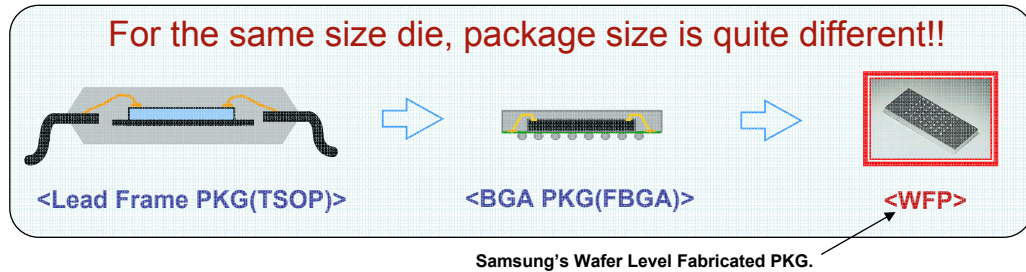 For the same size die, package size is quite different!!
<Lead Frame PKG(TSOP)>
<BGA PKG(FBGA)>
<WFP>
Samsung's Wafer Level Fabricated PKG.